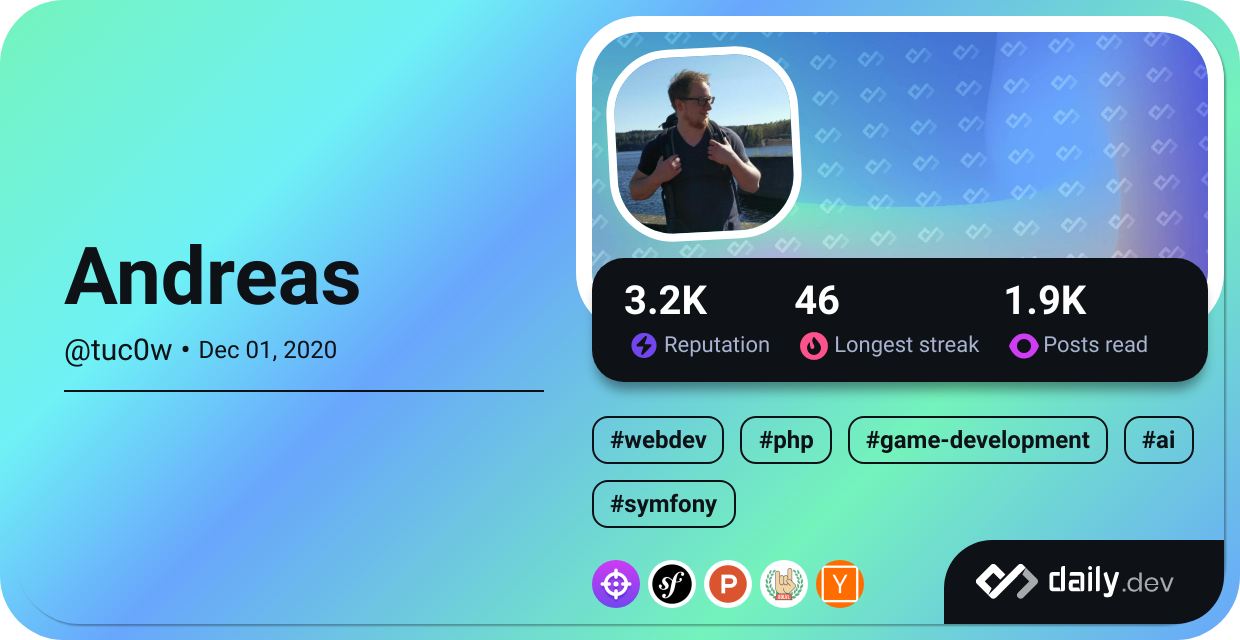 Andreas
@tuc0w • Dec 01, 2020
3.2K 46 1.9K
Reputation Longest streak Posts read
#webdev #php #game-development #ai
#symfony
sf P Y
daily.dev